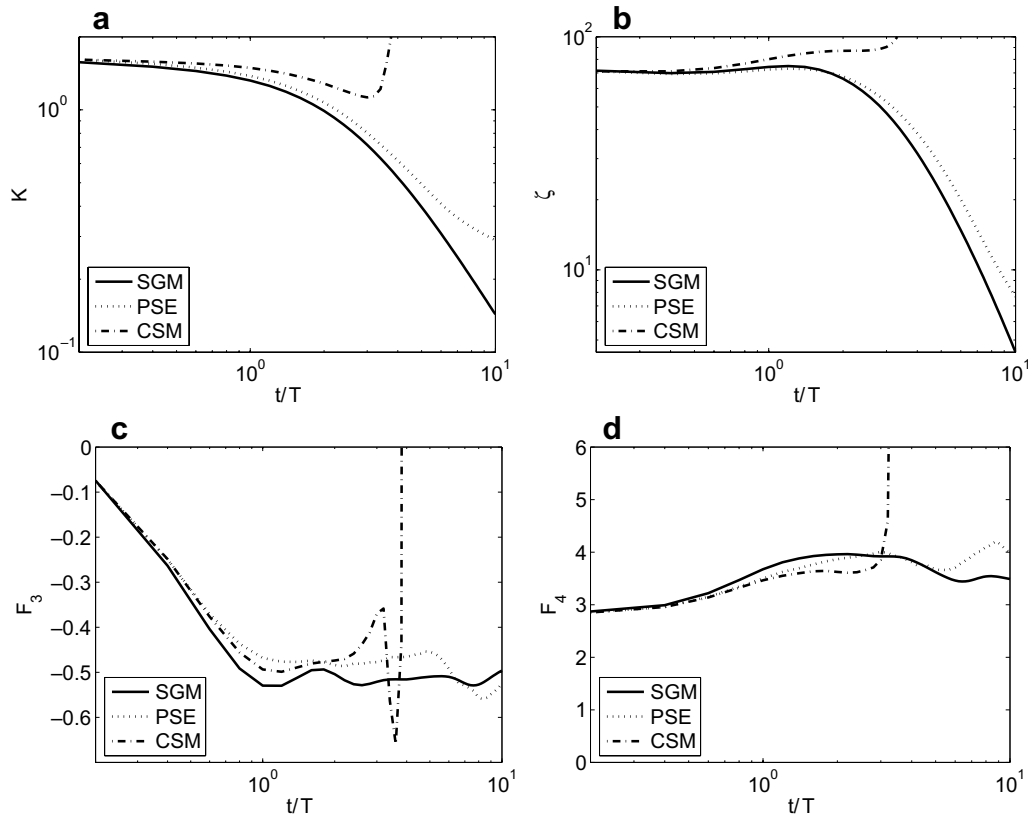 a
K
10^0
10^-1
SGM
PSE
CSM
10^0
10^1
t/T
b
ζ
10^2
10^1
SGM
PSE
CSM
10^0
10^1
t/T
c
F_3
0
–0.1
–0.2
–0.3
–0.4
–0.5
–0.6
SGM
PSE
CSM
10^0
10^1
t/T
d
F_4
6
5
4
3
2
1
0
SGM
PSE
CSM
10^0
10^1
t/T